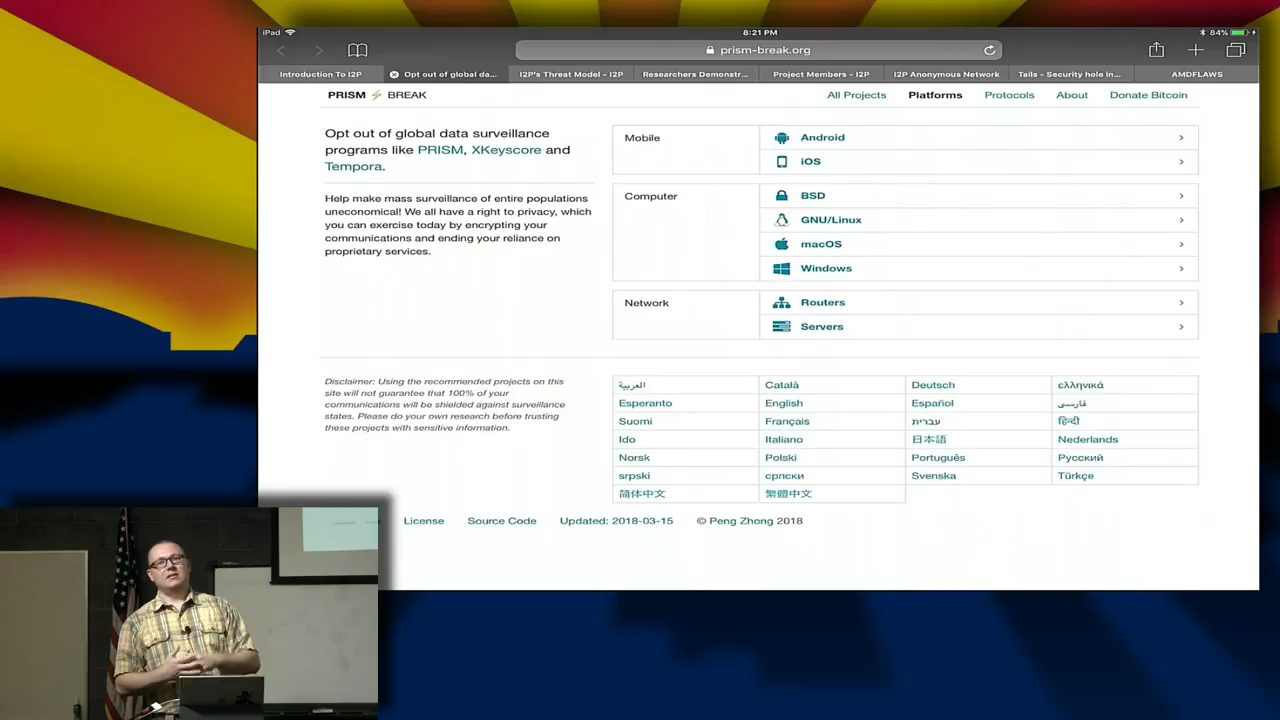 iPad
8:21 PM
84%
prism-break.org
Introduction To I2P
Opt out of global da...
I2P's Threat Model - I2P
Researchers Demonstr...
Project Members - I2P
I2P Anonymous Network
Tails - Security hole in...
AMDFLAWS
PRISM BREAK
All Projects
Platforms
Protocols
About
Donate Bitcoin
Opt out of global data surveillance
programs like PRISM, XKeyscore and
Tempora.
Help make mass surveillance of entire populations
uneconomical! We all have a right to privacy, which
you can exercise today by encrypting your
communications and ending your reliance on
proprietary services.
Mobile
Android
iOS
Computer
BSD
GNU/Linux
macOS
Windows
Network
Routers
Servers
Disclaimer: Using the recommended projects on this
site will not guarantee that 100% of your
communications will be shielded against surveillance
states. Please do your own research before trusting
these projects with sensitive information.
العربية
Català
Deutsch
ελληνικά
Esperanto
English
Español
فارسی
Suomi
Français
עברית
हिन्दी
Ido
Italiano
日本語
Nederlands
Norsk
Polski
Português
Русский
srpski
српски
Svenska
Türkçe
简体中文
繁體中文
License
Source Code
Updated: 2018-03-15
© Peng Zhong 2018